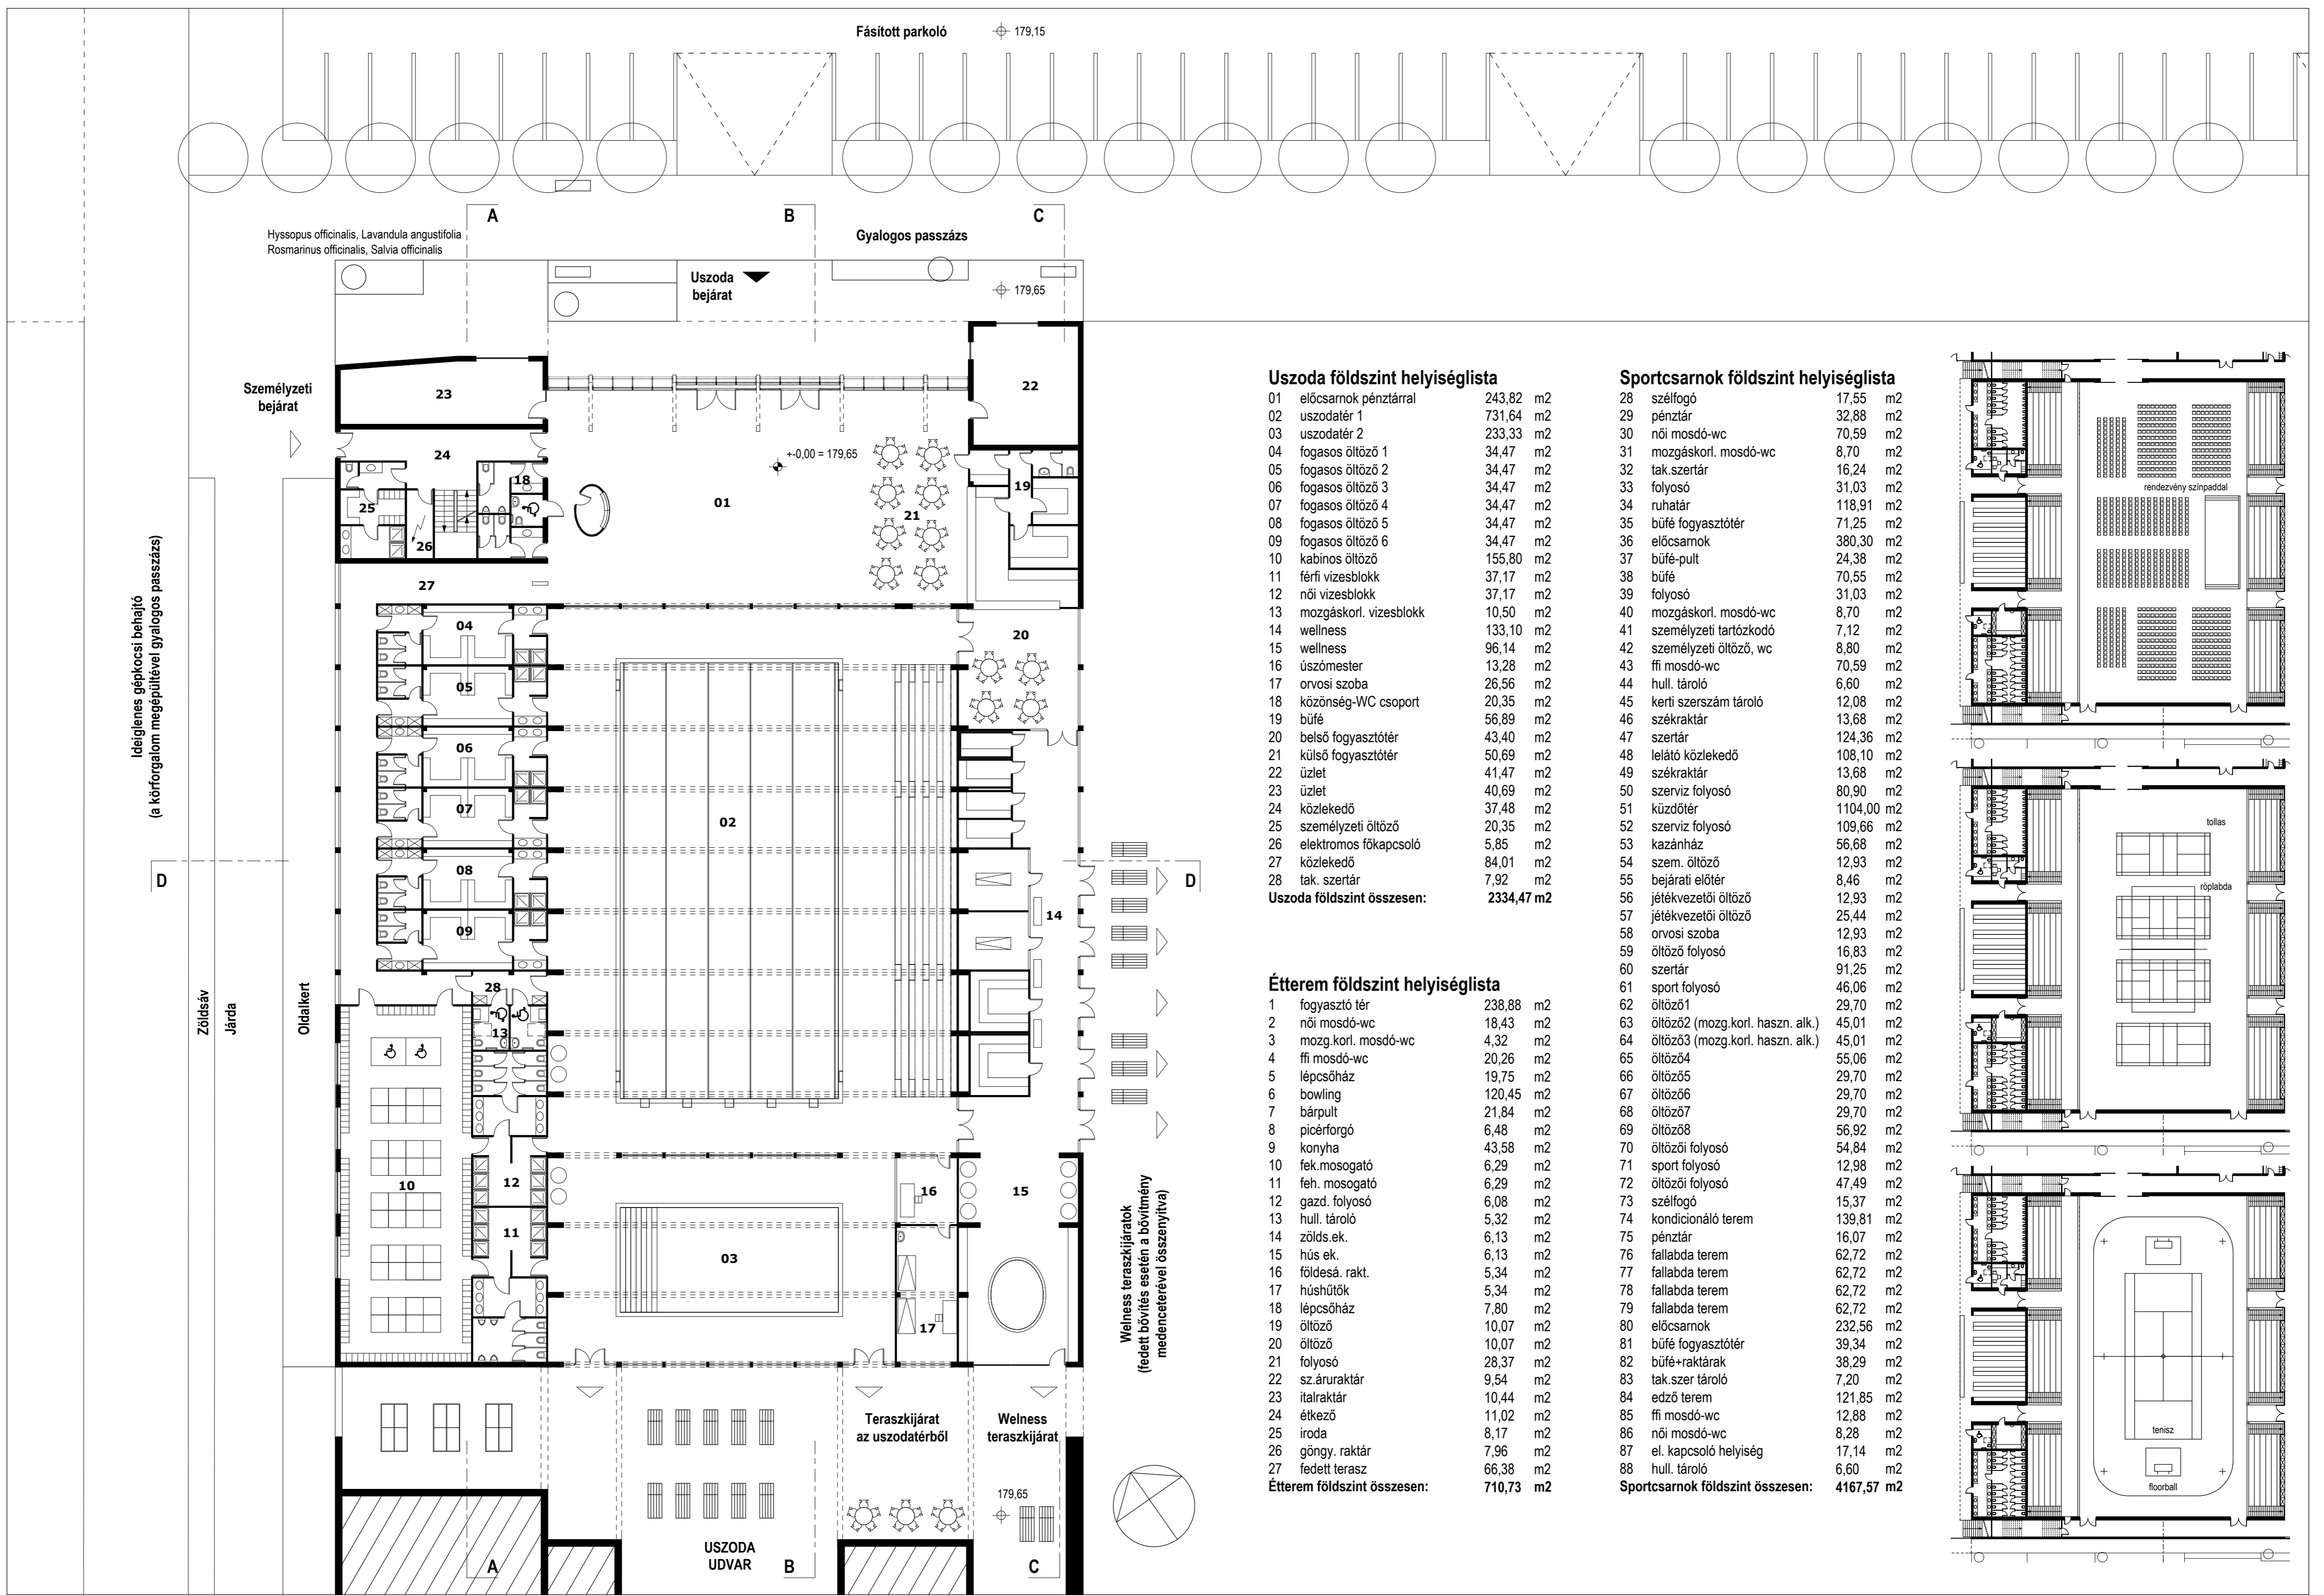 Fásított parkoló
179,15
A
B
C
Hyssopus officinalis, Lavandula angustifolia
Rosmarinus officinalis, Salvia officinalis
Gyalogos passzázs
Uszoda
bejárat
179,65
Személyzeti
bejárat
23
22
24
+-0,00 = 179,65
18
25
01
21
19
26
27
04
20
05
06
07
02
08
09
14
D
D
28
13
10
12
11
16
15
03
17
Ideiglenes gépkocsi behajtó
(a körforgalom megépültével gyalogos passzázs)
Zöldsáv
Járda
Oldalkert
Welness teraszkijáratok
(fedett bővítés esetén a bővítmény
medenceterével összenyitva)
Teraszkijárat
az uszodatérből
Welness
teraszkijárat
179,65
USZODA
UDVAR
A
B
C
Uszoda földszint helyiséglista
01 előcsarnok pénztárral 243,82 m2
02 uszodatér 1 731,64 m2
03 uszodatér 2 233,33 m2
04 fogasos öltöző 1 34,47 m2
05 fogasos öltöző 2 34,47 m2
06 fogasos öltöző 3 34,47 m2
07 fogasos öltöző 4 34,47 m2
08 fogasos öltöző 5 34,47 m2
09 fogasos öltöző 6 34,47 m2
10 kabinos öltöző 155,80 m2
11 férfi vizesblokk 37,17 m2
12 női vizesblokk 37,17 m2
13 mozgáskorl. vizesblokk 10,50 m2
14 wellness 133,10 m2
15 wellness 96,14 m2
16 úszómester 13,28 m2
17 orvosi szoba 26,56 m2
18 közönség-WC csoport 20,35 m2
19 büfé 56,89 m2
20 belső fogyasztótér 43,40 m2
21 külső fogyasztótér 50,69 m2
22 üzlet 41,47 m2
23 üzlet 40,69 m2
24 közlekedő 37,48 m2
25 személyzeti öltöző 20,35 m2
26 elektromos főkapcsoló 5,85 m2
27 közlekedő 84,01 m2
28 tak. szertár 7,92 m2
Uszoda földszint összesen: 2334,47 m2
Étterem földszint helyiséglista
1 fogyasztó tér 238,88 m2
2 női mosdó-wc 18,43 m2
3 mozg.korl. mosdó-wc 4,32 m2
4 ffi mosdó-wc 20,26 m2
5 lépcsőház 19,75 m2
6 bowling 120,45 m2
7 bárpult 21,84 m2
8 picérforgó 6,48 m2
9 konyha 43,58 m2
10 fek.mosogató 6,29 m2
11 feh. mosogató 6,29 m2
12 gazd. folyosó 6,08 m2
13 hull. tároló 5,32 m2
14 zölds.ek. 6,13 m2
15 hús ek. 6,13 m2
16 földesá. rakt. 5,34 m2
17 húshűtők 5,34 m2
18 lépcsőház 7,80 m2
19 öltöző 10,07 m2
20 öltöző 10,07 m2
21 folyosó 28,37 m2
22 sz.áruraktár 9,54 m2
23 italraktár 10,44 m2
24 étkező 11,02 m2
25 iroda 8,17 m2
26 göngy. raktár 7,96 m2
27 fedett terasz 66,38 m2
Étterem földszint összesen: 710,73 m2
Sportcsarnok földszint helyiséglista
28 szélfogó 17,55 m2
29 pénztár 32,88 m2
30 női mosdó-wc 70,59 m2
31 mozgáskorl. mosdó-wc 8,70 m2
32 tak.szertár 16,24 m2
33 folyosó 31,03 m2
34 ruhatár 118,91 m2
35 büfé fogyasztótér 71,25 m2
36 előcsarnok 380,30 m2
37 büfé-pult 24,38 m2
38 büfé 70,55 m2
39 folyosó 31,03 m2
40 mozgáskorl. mosdó-wc 8,70 m2
41 személyzeti tartózkodó 7,12 m2
42 személyzeti öltöző, wc 8,80 m2
43 ffi mosdó-wc 70,59 m2
44 hull. tároló 6,60 m2
45 kerti szerszám tároló 12,08 m2
46 székraktár 13,68 m2
47 szertár 124,36 m2
48 lelátó közlekedő 108,10 m2
49 székraktár 13,68 m2
50 szerviz folyosó 80,90 m2
51 küzdőtér 1104,00 m2
52 szerviz folyosó 109,66 m2
53 kazánház 56,68 m2
54 szem. öltöző 12,93 m2
55 bejárati előtér 8,46 m2
56 jétékvezetői öltöző 12,93 m2
57 jétékvezetői öltöző 25,44 m2
58 orvosi szoba 12,93 m2
59 öltöző folyosó 16,83 m2
60 szertár 91,25 m2
61 sport folyosó 46,06 m2
62 öltöző1 29,70 m2
63 öltöző2 (mozg.korl. haszn. alk.) 45,01 m2
64 öltöző3 (mozg.korl. haszn. alk.) 45,01 m2
65 öltöző4 55,06 m2
66 öltöző5 29,70 m2
67 öltöző6 29,70 m2
68 öltöző7 29,70 m2
69 öltöző8 56,92 m2
70 öltözői folyosó 54,84 m2
71 sport folyosó 12,98 m2
72 öltözői folyosó 47,49 m2
73 szélfogó 15,37 m2
74 kondicionáló terem 139,81 m2
75 pénztár 16,07 m2
76 fallabda terem 62,72 m2
77 fallabda terem 62,72 m2
78 fallabda terem 62,72 m2
79 fallabda terem 62,72 m2
80 előcsarnok 232,56 m2
81 büfé fogyasztótér 39,34 m2
82 büfé+raktárak 38,29 m2
83 tak.szer tároló 7,20 m2
84 edző terem 121,85 m2
85 ffi mosdó-wc 12,88 m2
86 női mosdó-wc 8,28 m2
87 el. kapcsoló helyiség 17,14 m2
88 hull. tároló 6,60 m2
Sportcsarnok földszint összesen: 4167,57 m2
rendezvény színpaddal
tollas
röplabda
tenisz
floorball